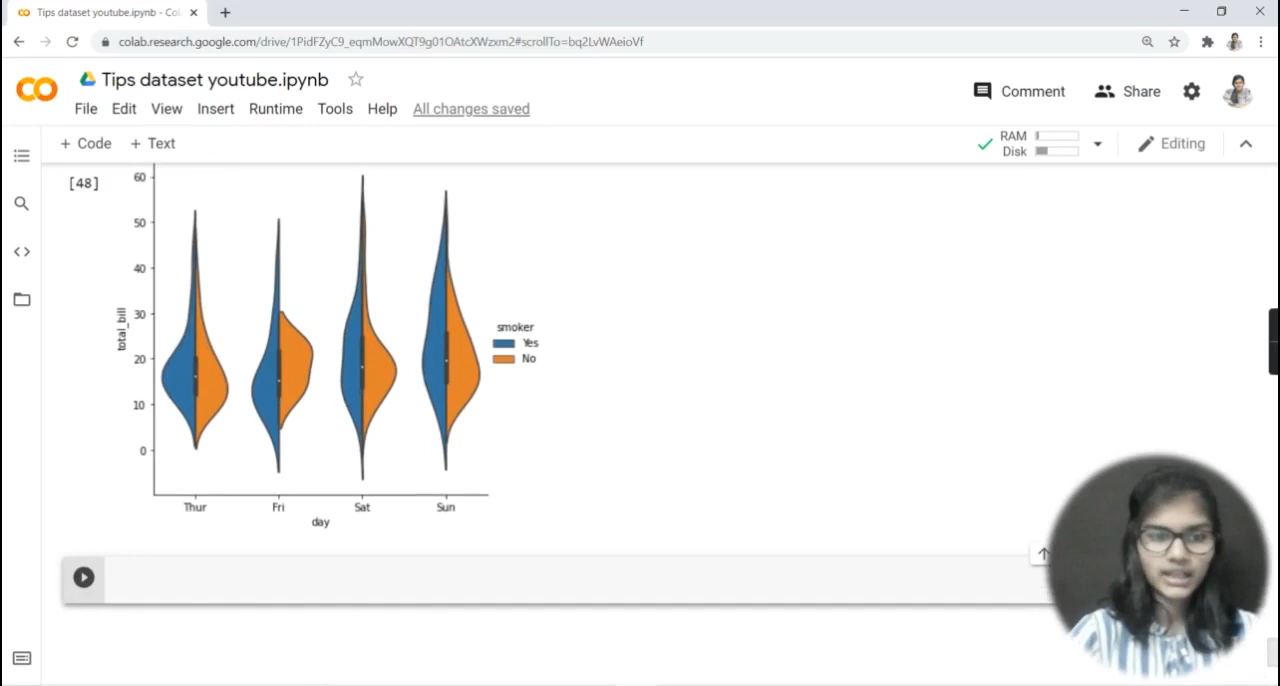 Tips dataset youtube.ipynb - Col
colab.research.google.com/drive/1PidFZyC9_eqmMowXQT9g01OAtcXWzxm2#scrollTo=bq2LvWAeioVf
Tips dataset youtube.ipynb
Comment
Share
File Edit View Insert Runtime Tools Help All changes saved
+ Code + Text
RAM
Disk
Editing
[48]
60
50
40
30
20
10
0
total_bill
smoker
Yes
No
Thur Fri Sat Sun
day